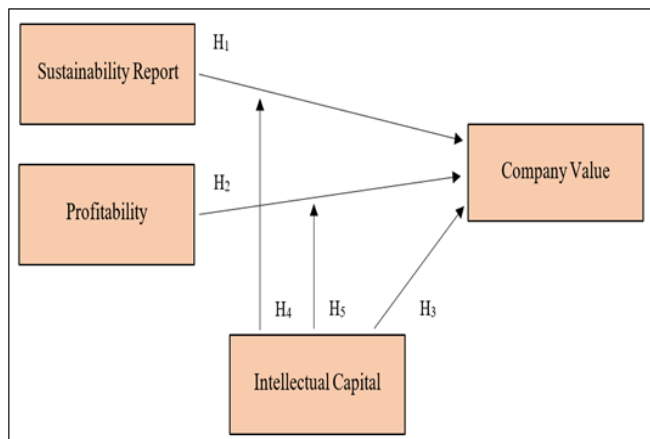 H₁
Sustainability Report
Company Value
H₂
Profitability
H₄
H₅
H₃
Intellectual Capital